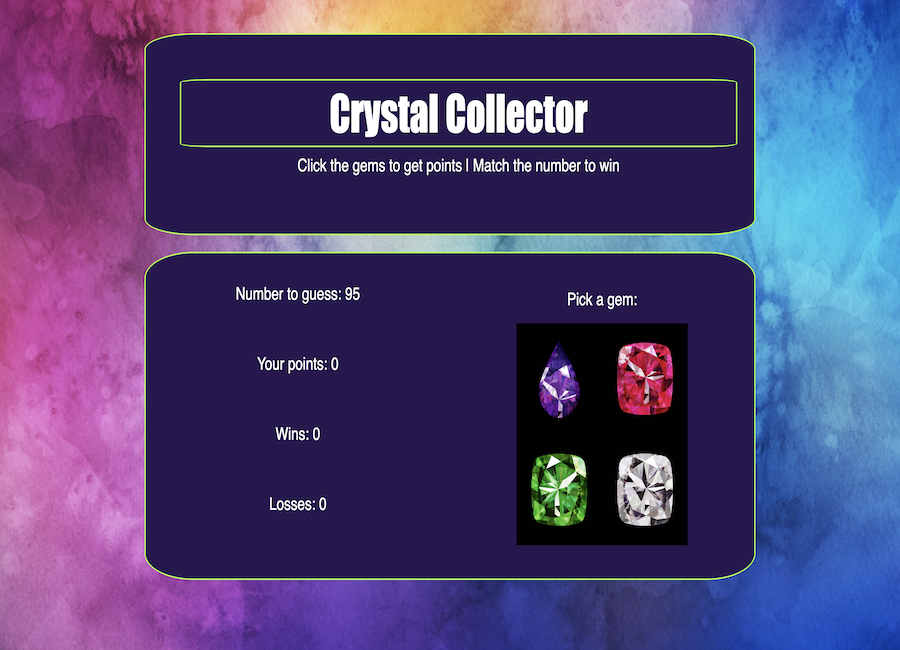 Crystal Collector
Click the gems to get points | Match the number to win
Number to guess: 95
Your points: 0
Wins: 0
Losses: 0
Pick a gem: